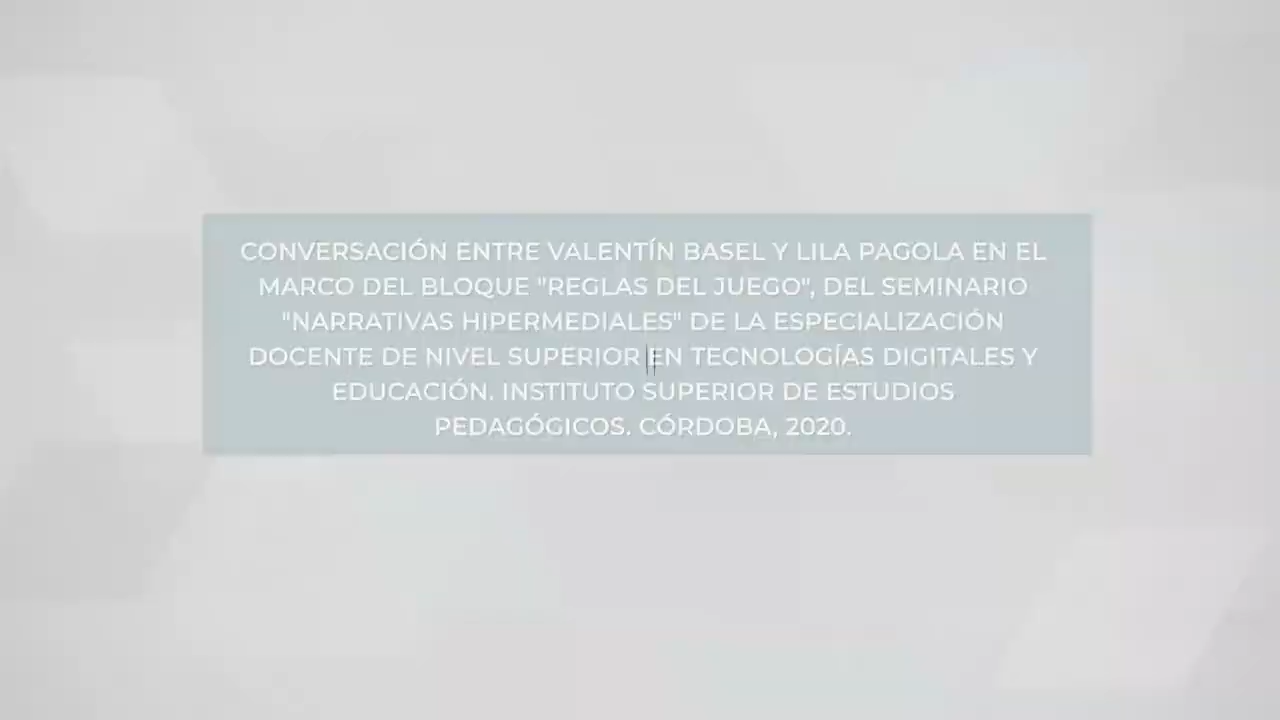 CONVERSACIÓN ENTRE VALENTÍN BASEL Y LILA PAGOLA EN EL
MARCO DEL BLOQUE "REGLAS DEL JUEGO", DEL SEMINARIO
"NARRATIVAS HIPERMEDIALES" DE LA ESPECIALIZACIÓN
DOCENTE DE NIVEL SUPERIOR EN TECNOLOGÍAS DIGITALES Y
EDUCACIÓN. INSTITUTO SUPERIOR DE ESTUDIOS
PEDAGÓGICOS. CÓRDOBA, 2020.